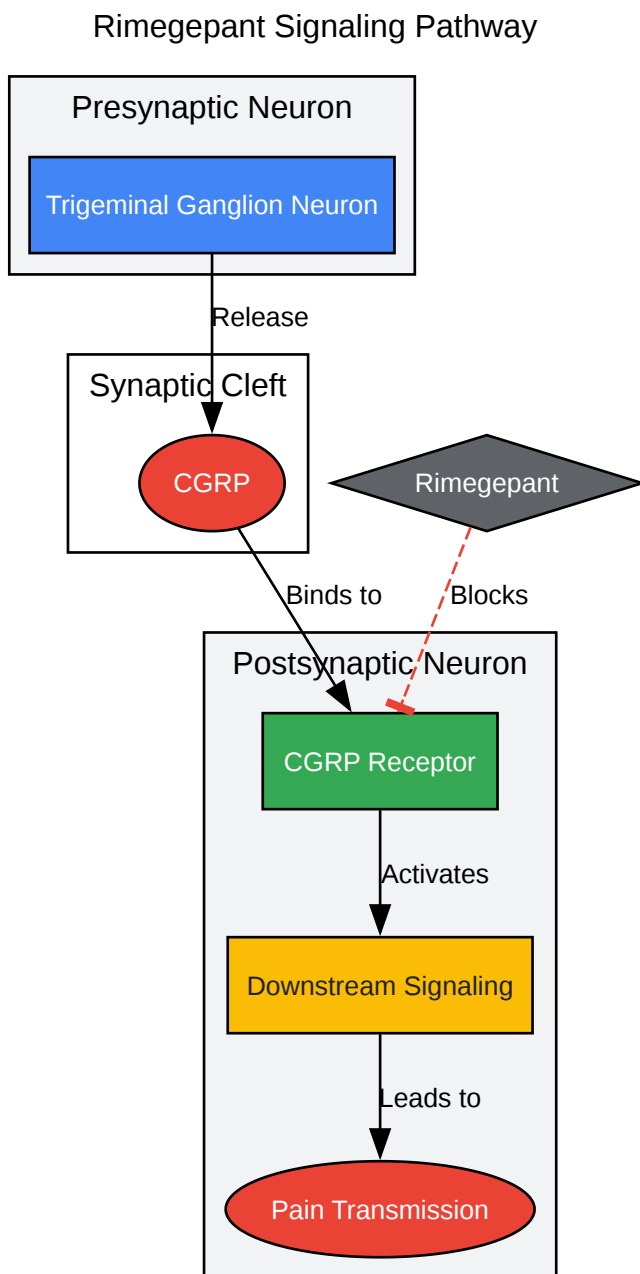 Rimegepant Signaling Pathway
Presynaptic Neuron
Trigeminal Ganglion Neuron
Release
Synaptic Cleft
CGRP
Rimegepant
Binds to
Blocks
Postsynaptic Neuron
CGRP Receptor
Activates
Downstream Signaling
Leads to
Pain Transmission